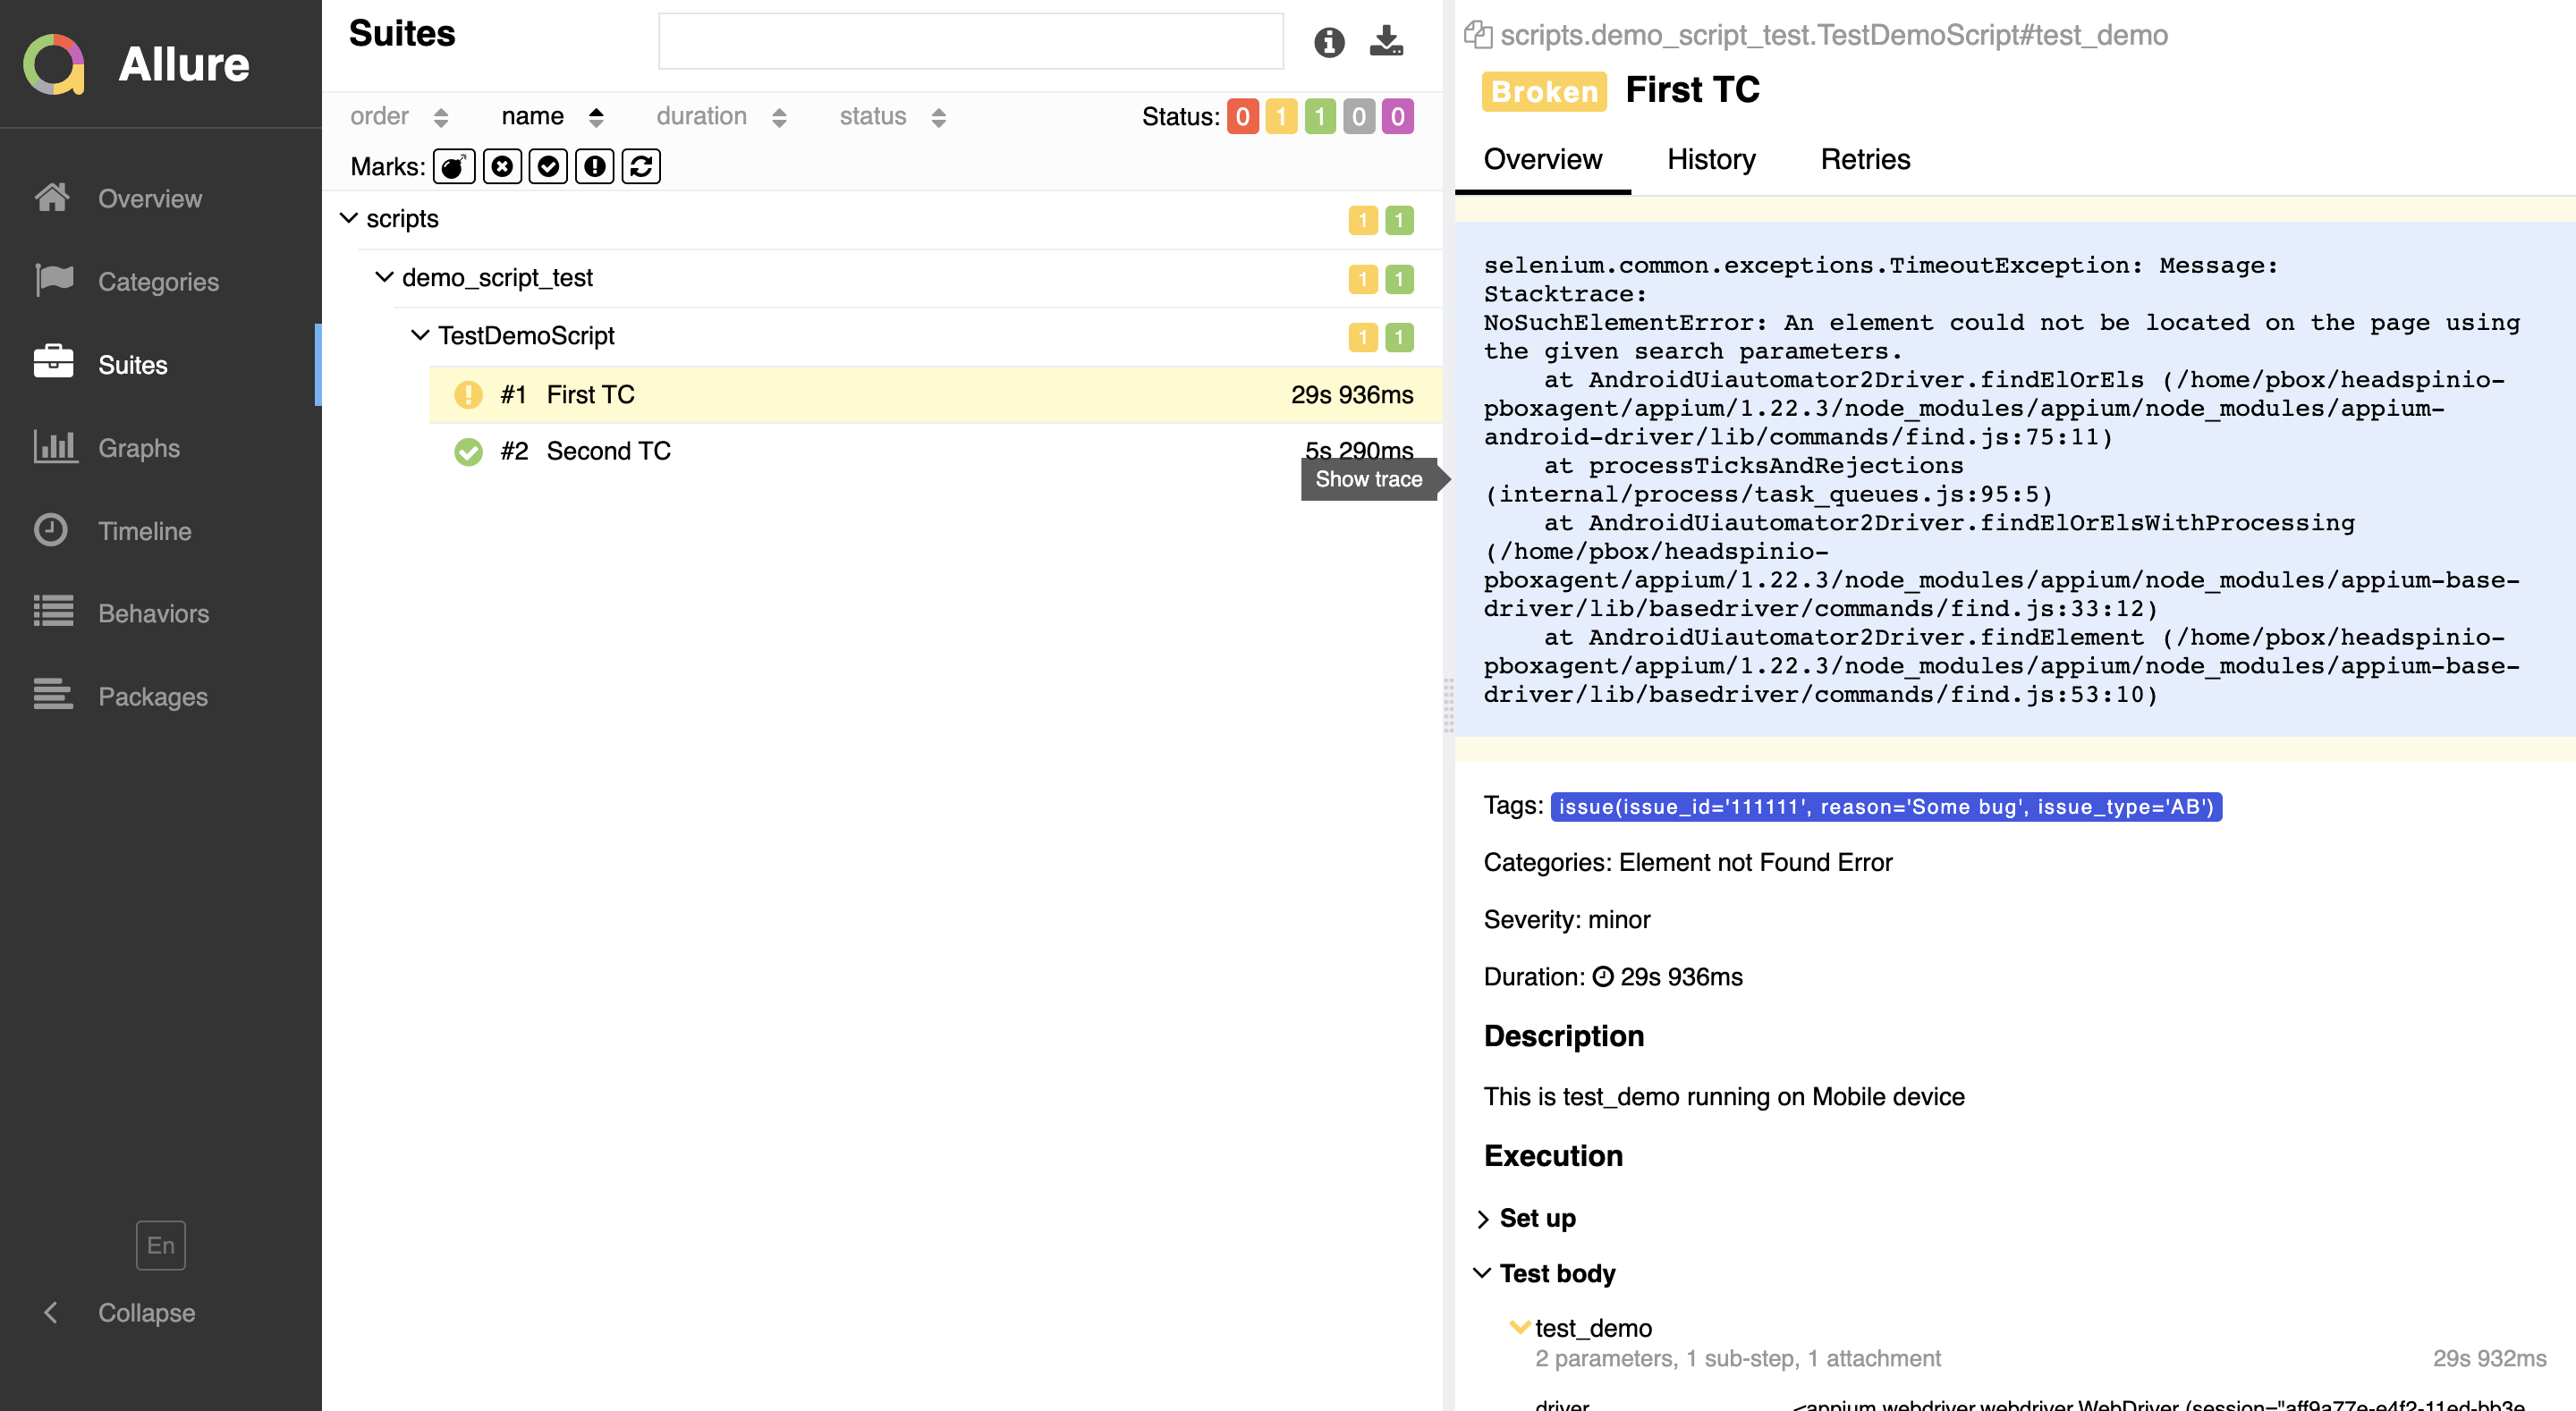 Allure
Overview
Categories
Suites
Graphs
Timeline
Behaviors
Packages
En
Collapse
Suites
order name duration status Status: 0 1 1 0 0
Marks:
scripts 1 1
demo_script_test 1 1
TestDemoScript 1 1
#1 First TC 29s 936ms
#2 Second TC 5s 290ms
Show trace
scripts.demo_script_test.TestDemoScript#test_demo
Broken First TC
Overview History Retries
selenium.common.exceptions.TimeoutException: Message:
Stacktrace:
NoSuchElementError: An element could not be located on the page using
the given search parameters.
at AndroidUiautomator2Driver.findElOrEls (/home/pbox/headspinio-
pboxagent/appium/1.22.3/node_modules/appium/node_modules/appium-
android-driver/lib/commands/find.js:75:11)
at processTicksAndRejections
(internal/process/task_queues.js:95:5)
at AndroidUiautomator2Driver.findElOrElsWithProcessing
(/home/pbox/headspinio-
pboxagent/appium/1.22.3/node_modules/appium/node_modules/appium-base-
driver/lib/basedriver/commands/find.js:33:12)
at AndroidUiautomator2Driver.findElement (/home/pbox/headspinio-
pboxagent/appium/1.22.3/node_modules/appium/node_modules/appium-base-
driver/lib/basedriver/commands/find.js:53:10)
Tags: issue(issue_id='111111', reason='Some bug', issue_type='AB')
Categories: Element not Found Error
Severity: minor
Duration: 29s 936ms
Description
This is test_demo running on Mobile device
Execution
Set up
Test body
test_demo
2 parameters, 1 sub-step, 1 attachment 29s 932ms
driver <appium.webdriver.webdriver.WebDriver (session="aff9a77e-e4f2-11ed-bb3e